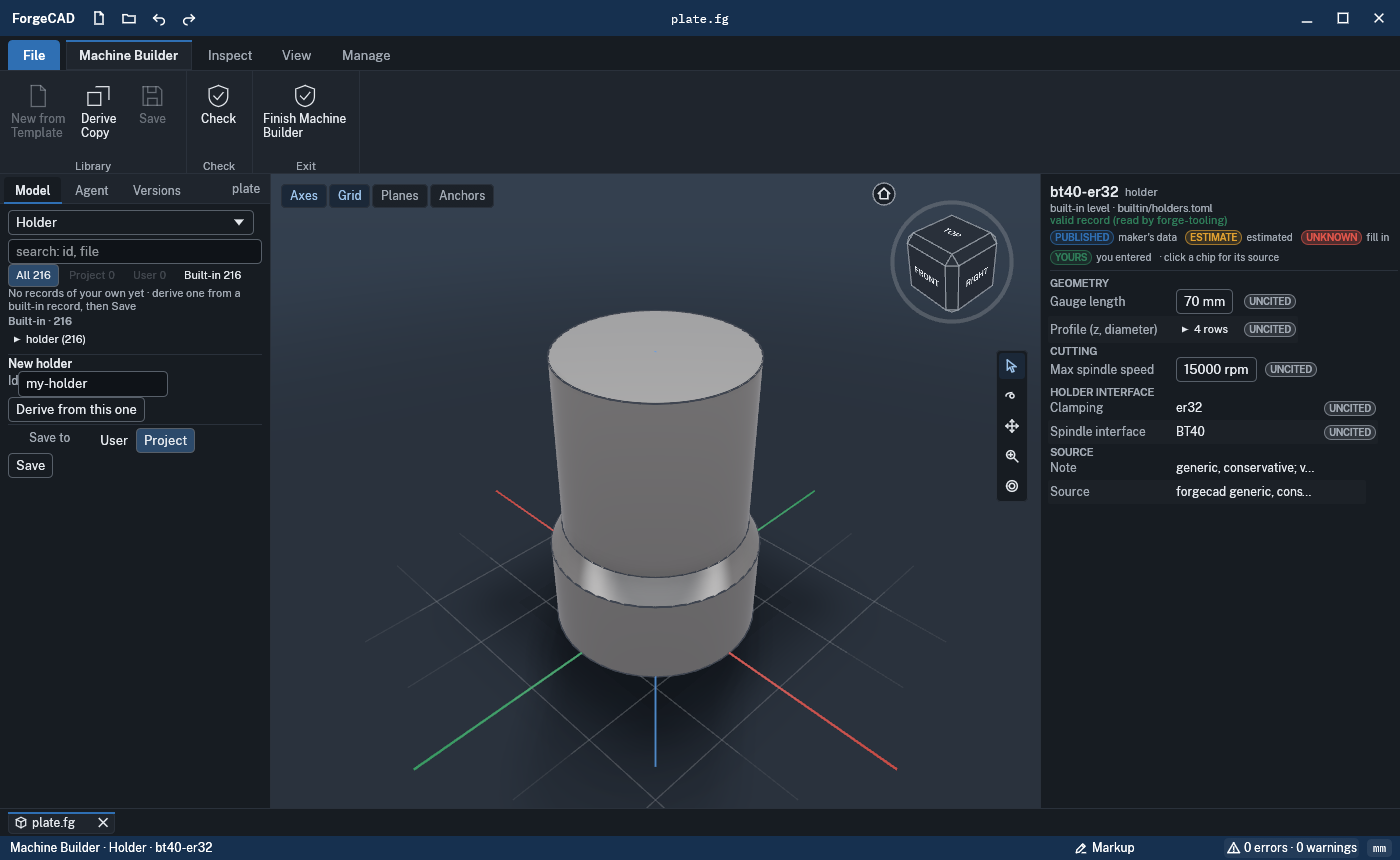 ForgeCAD
plate.fg
File
Machine Builder
Inspect
View
Manage
New from Template
Derive Copy
Save
Check
Finish Machine Builder
Library
Check
Exit
Model
Agent
Versions
plate
Holder
search: id, file
All 216
Project 0
User 0
Built-in 216
No records of your own yet · derive one from a
built-in record, then Save
Built-in · 216
holder (216)
New holder
Id
my-holder
Derive from this one
Save to
User
Project
Save
Axes
Grid
Planes
Anchors
TOP
FRONT
RIGHT
bt40-er32 holder
built-in level · builtin/holders.toml
valid record (read by forge-tooling)
PUBLISHED maker's data ESTIMATE estimated UNKNOWN fill in
YOURS you entered · click a chip for its source
GEOMETRY
Gauge length 70 mm UNCITED
Profile (z, diameter) 4 rows UNCITED
CUTTING
Max spindle speed 15000 rpm UNCITED
HOLDER INTERFACE
Clamping er32 UNCITED
Spindle interface BT40 UNCITED
SOURCE
Note generic, conservative; v...
Source forgecad generic, cons...
plate.fg
Machine Builder · Holder · bt40-er32
Markup
0 errors · 0 warnings
mm